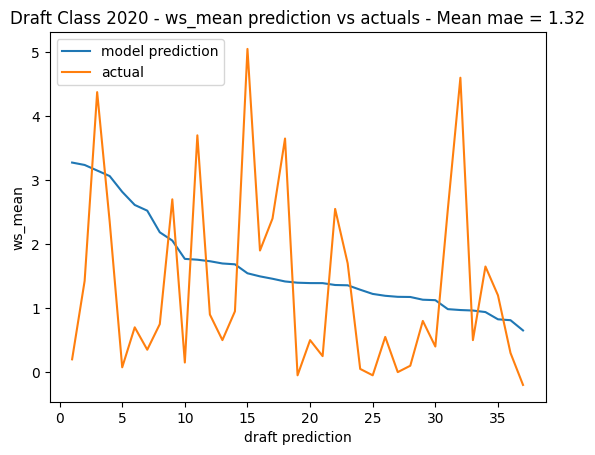 Draft Class 2020 - ws_mean prediction vs actuals - Mean mae = 1.32
model prediction
actual
5
4
3
2
1
0
ws_mean
0 5 10 15 20 25 30 35
draft prediction